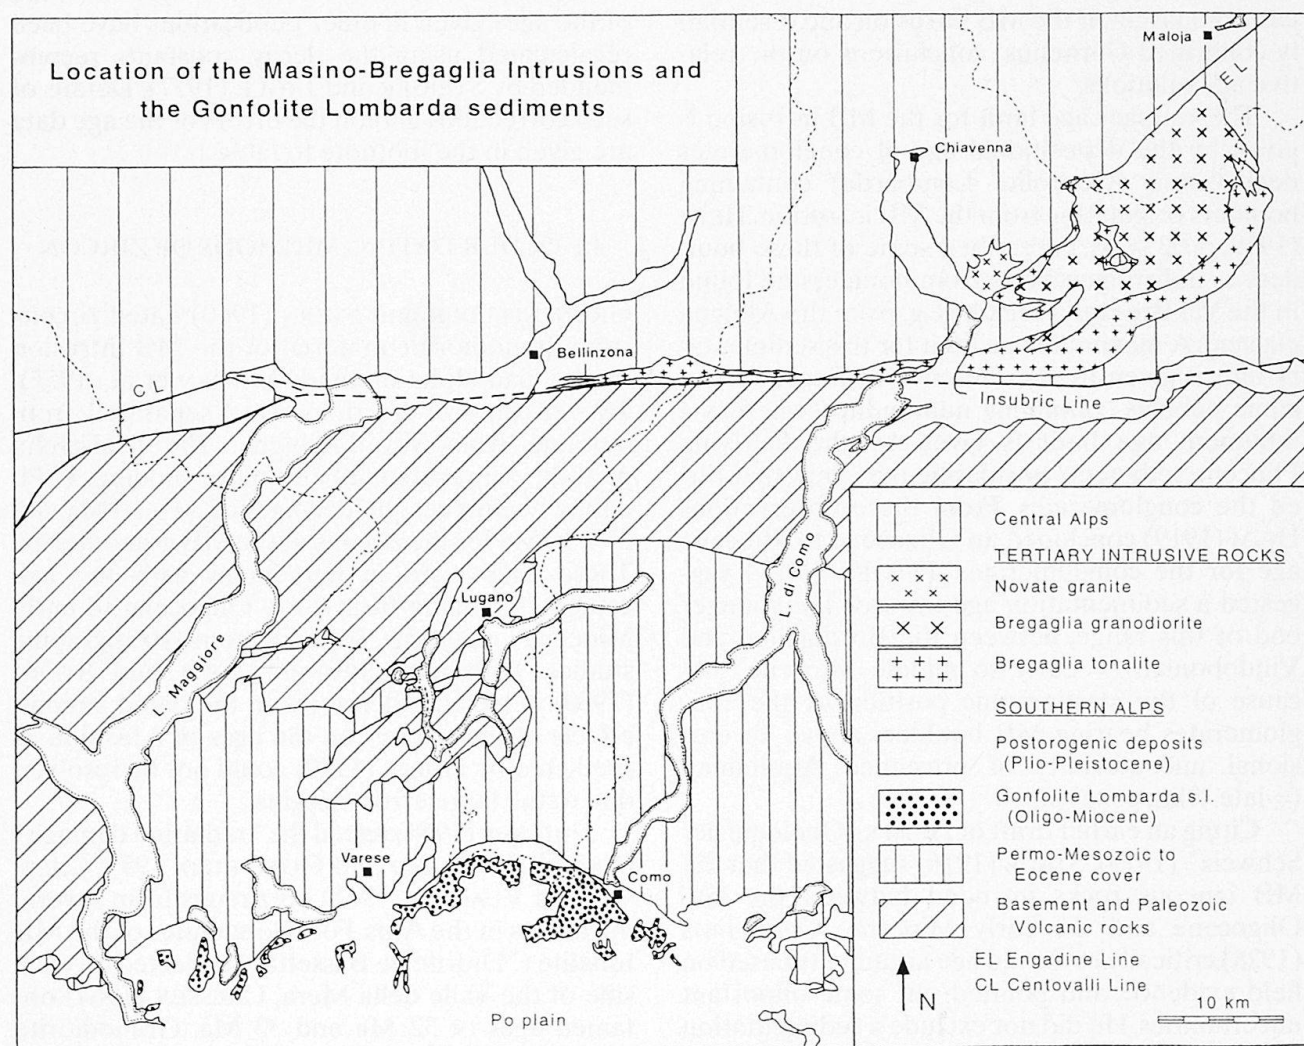 Location of the Masino-Bregaglia Intrusions and
the Gonfolite Lombarda sediments
Maloja
EL
Chiavenna
Bellinzona
CL
Insubric Line
L. di Como
Lugano
L. Maggiore
Varese
Como
Po plain
Central Alps
TERTIARY INTRUSIVE ROCKS
Novate granite
Bregaglia granodiorite
Bregaglia tonalite
SOUTHERN ALPS
Postorogenic deposits
(Plio-Pleistocene)
Gonfolite Lombarda s.l.
(Oligo-Miocene)
Permo-Mesozoic to
Eocene cover
Basement and Paleozoic
Volcanic rocks
EL Engadine Line
CL Centovalli Line
N
10 km